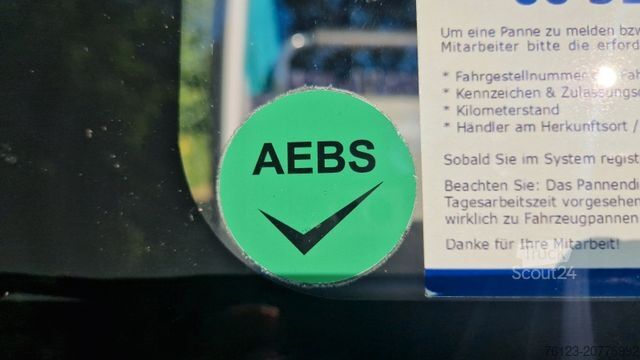 AEBS
Um eine Panne zu melden bzw
Mitarbeiter bitte die erford
* Fahrgestellnummer
* Kennzeichen & Zulassungs
* Kilometerstand
* Händler am Herkunftsort /
Sobald Sie im System regist
Beachten Sie: Das Pannendi
Tagesarbeitszeit vorgesehen
wirklich zu Fahrzeugpannen
Danke für Ihre Mitarbeit!
Truck
Scout24